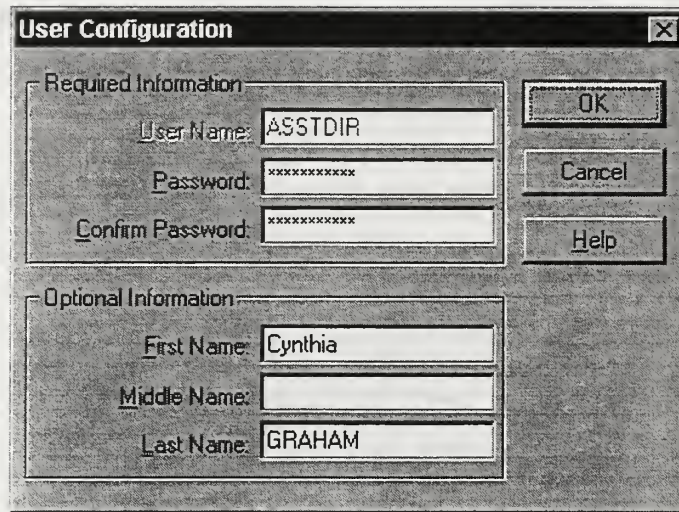 User Configuration
Required Information
User Name: ASSTDIR
Password: ***********
Confirm Password: ***********
OK
Cancel
Help
Optional Information
First Name: Cynthia
Middle Name:
Last Name: GRAHAM